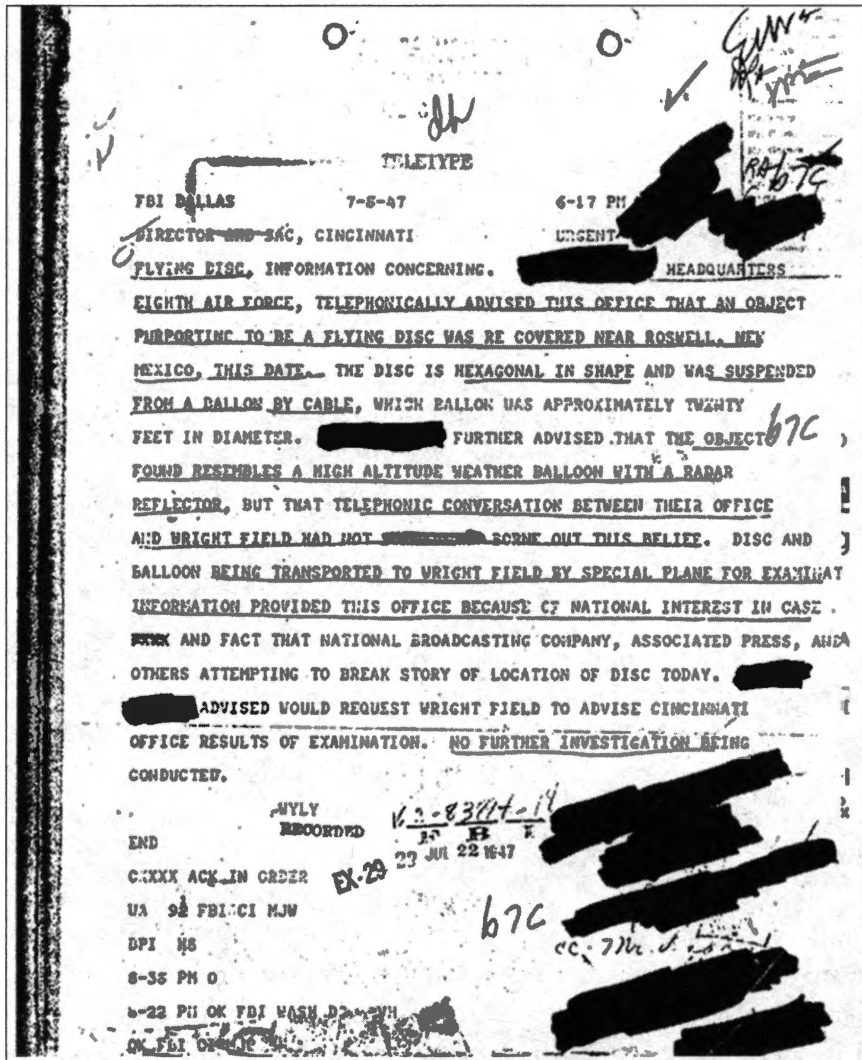 TELETYPE
FBI DALLAS 7-8-47 6-17 PM
DIRECTOR AND SAC, CINCINNATI URGENT
FLYING DISC, INFORMATION CONCERNING. HEADQUARTERS
EIGHTH AIR FORCE, TELEPHONICALLY ADVISED THIS OFFICE THAT AN OBJECT
PURPORTING TO BE A FLYING DISC WAS RE COVERED NEAR ROSWELL, NEW
MEXICO, THIS DATE. THE DISC IS HEXAGONAL IN SHAPE AND WAS SUSPENDED
FROM A BALLON BY CABLE, WHICH BALLON WAS APPROXIMATELY TWENTY
FEET IN DIAMETER. FURTHER ADVISED THAT THE OBJECT b7C
FOUND RESEMBLES A HIGH ALTITUDE WEATHER BALLOON WITH A RADAR
REFLECTOR, BUT THAT TELEPHONIC CONVERSATION BETWEEN THEIR OFFICE
AND WRIGHT FIELD HAD NOT BORNE OUT THIS BELIEF. DISC AND
BALLOON BEING TRANSPORTED TO WRIGHT FIELD BY SPECIAL PLANE FOR EXAMINAT
INFORMATION PROVIDED THIS OFFICE BECAUSE OF NATIONAL INTEREST IN CASE.
AND FACT THAT NATIONAL BROADCASTING COMPANY, ASSOCIATED PRESS, AND
OTHERS ATTEMPTING TO BREAK STORY OF LOCATION OF DISC TODAY.
ADVISED WOULD REQUEST WRIGHT FIELD TO ADVISE CINCINNATI
OFFICE RESULTS OF EXAMINATION. NO FURTHER INVESTIGATION BEING
CONDUCTED.
WYLY
RECORDED
END
CXXXX ACK IN ORDER
EX-29
23 JUL 22 1947
UA 92 FBI CI MJW
b7C
BPI H8
8-38 PM O
6-22 PM OK FBI WASH D
OK FBI